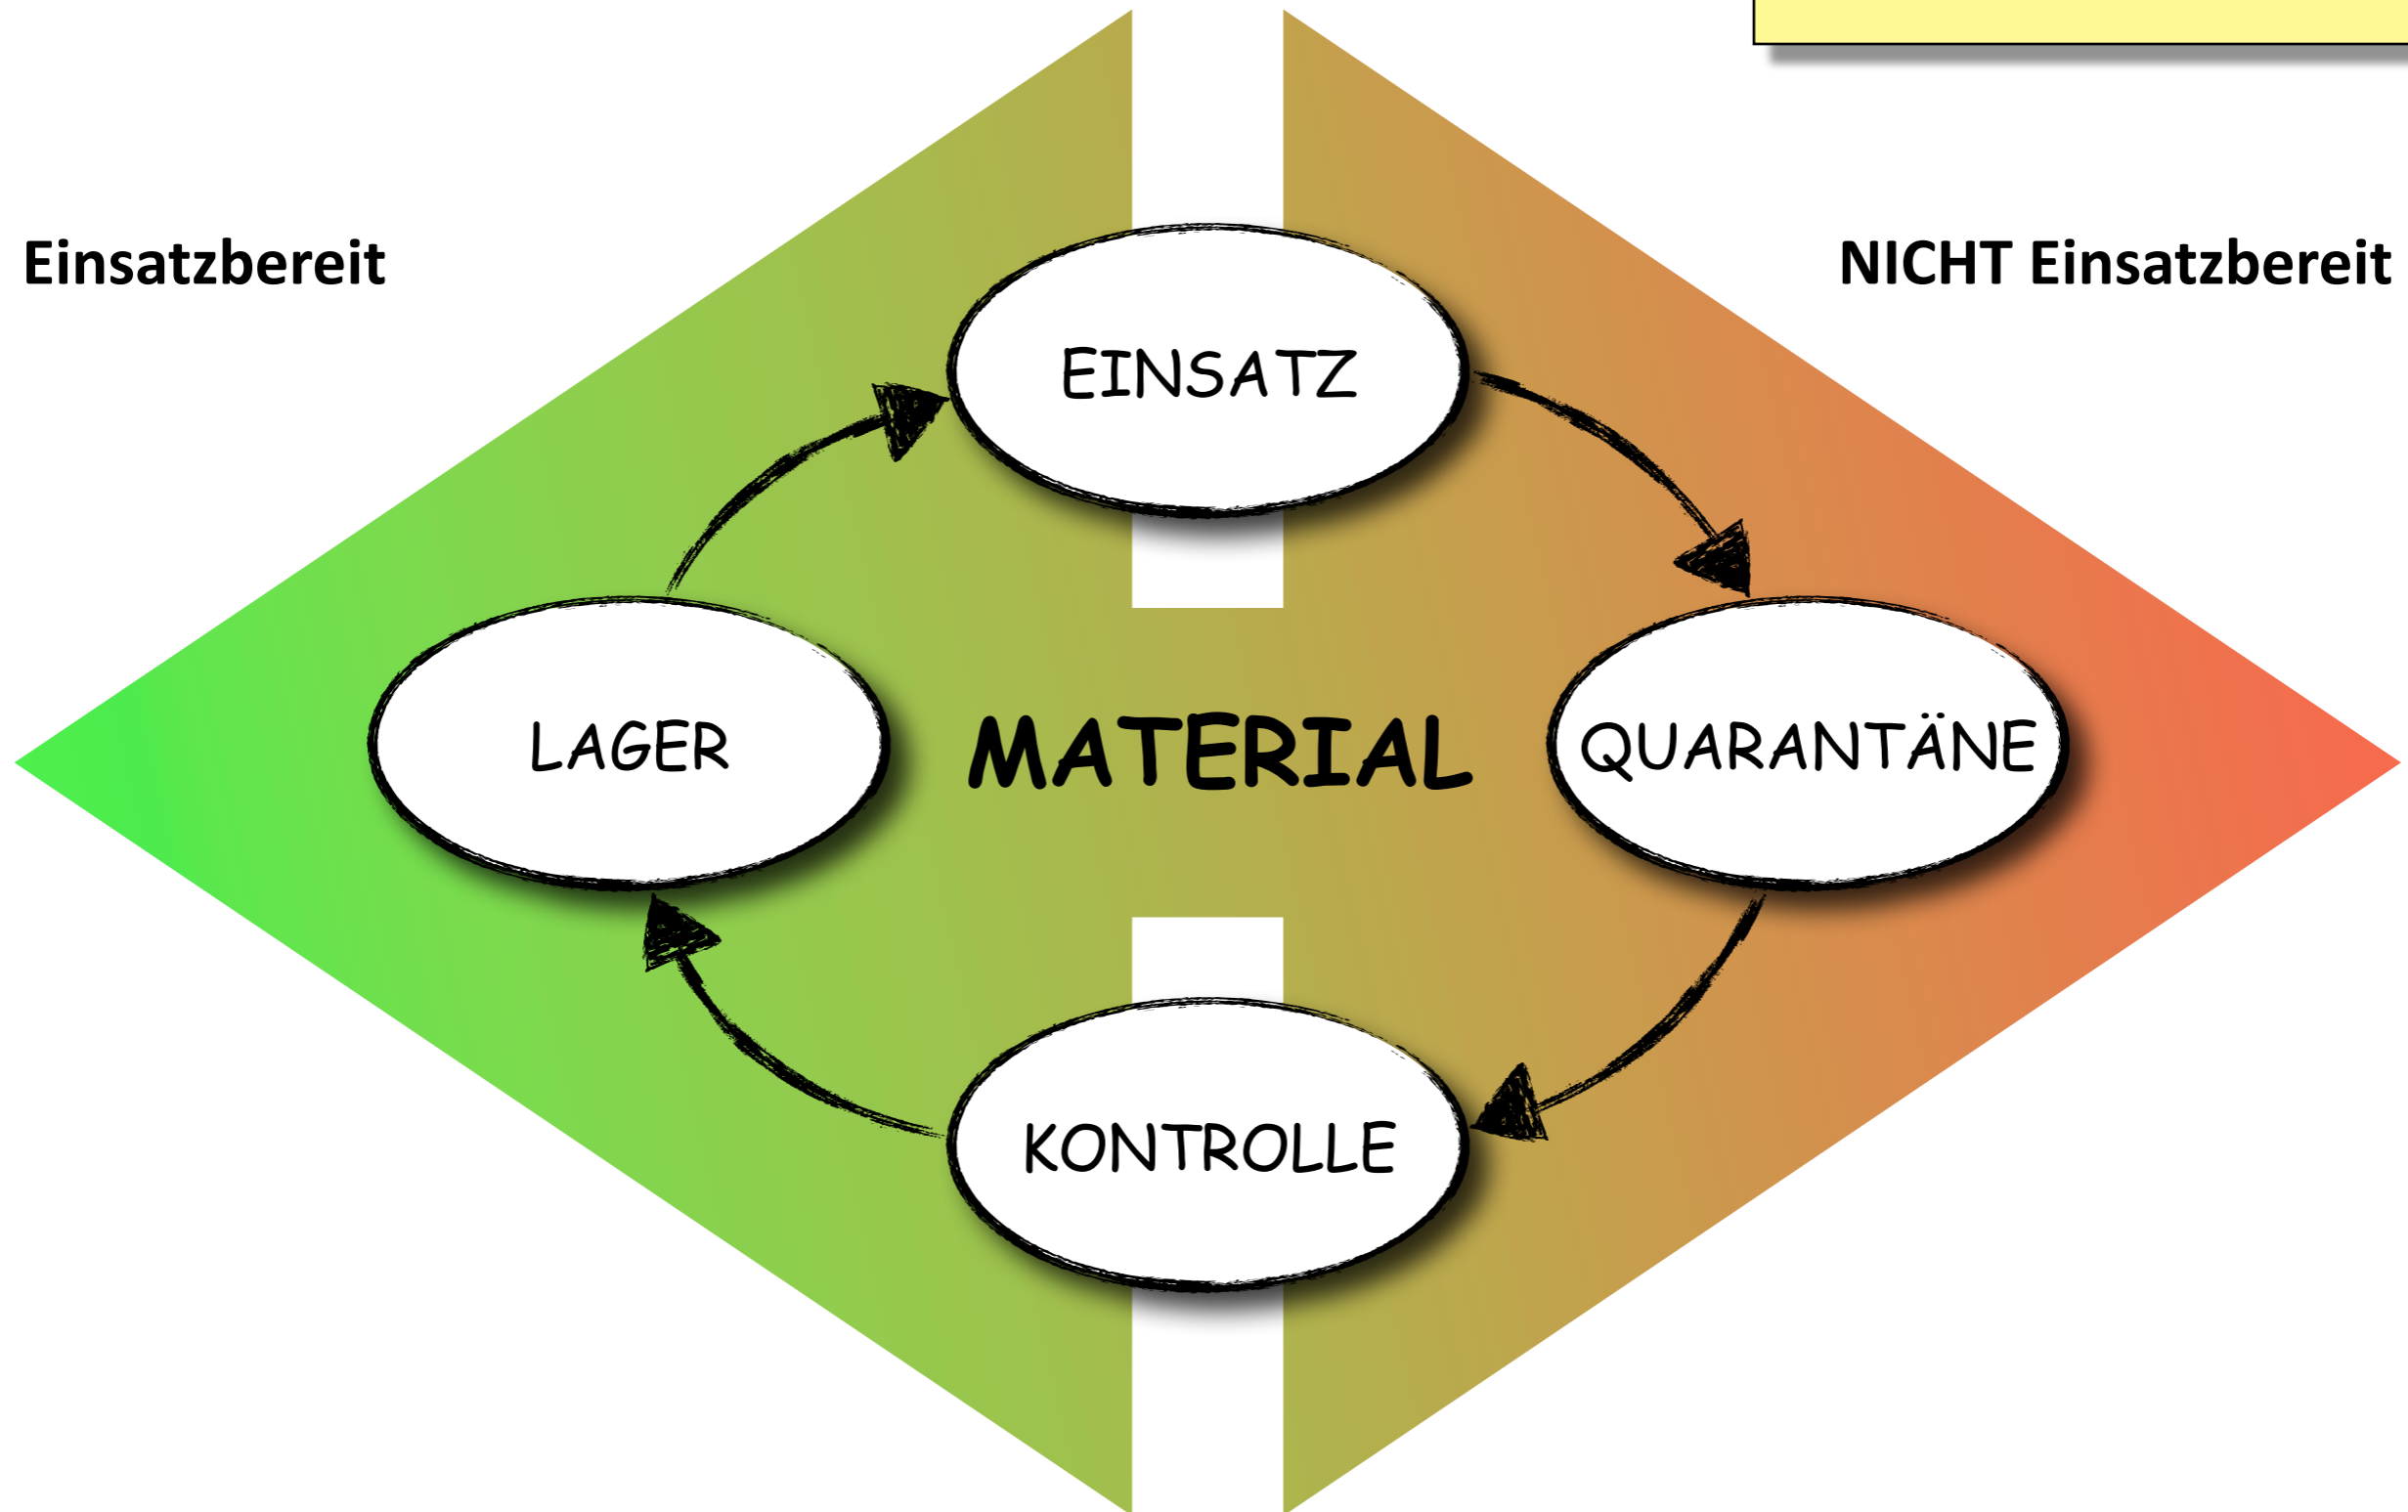 Einsatzbereit
NICHT Einsatzbereit
EINSATZ
LAGER
MATERIAL
QUARANTÄNE
KONTROLLE